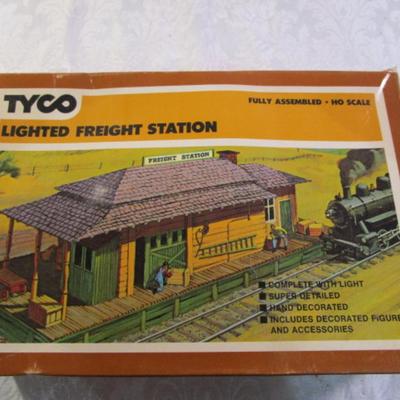 TYCO
FULLY ASSEMBLED • HO SCALE
LIGHTED FREIGHT STATION
FREIGHT STATION
■ COMPLETE WITH LIGHT
■ SUPER DETAILED
■ HAND DECORATED
■ INCLUDES DECORATED FIGURE
AND ACCESSORIES